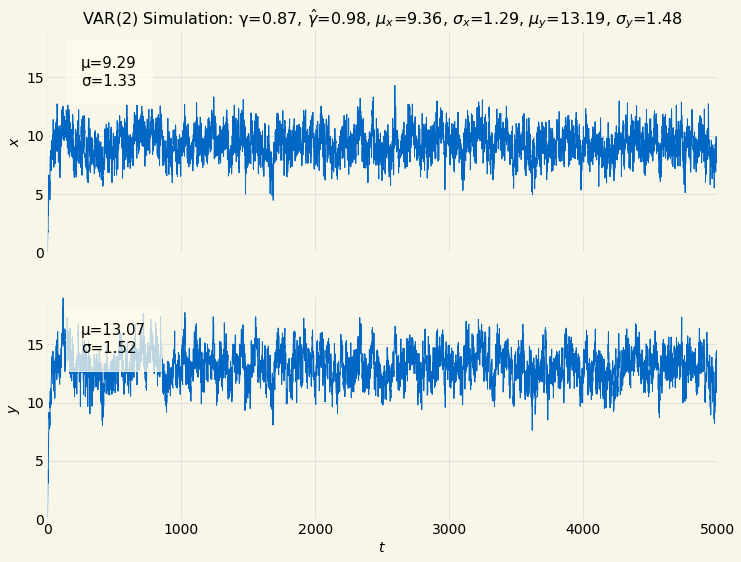 VAR(2) Simulation: γ=0.87, γ̂=0.98, μₓ=9.36, σₓ=1.29, μ_y=13.19, σ_y=1.48
μ=9.29
σ=1.33
15
10
5
0
x
μ=13.07
σ=1.52
15
10
5
0
y
0 1000 2000 3000 4000 5000
t